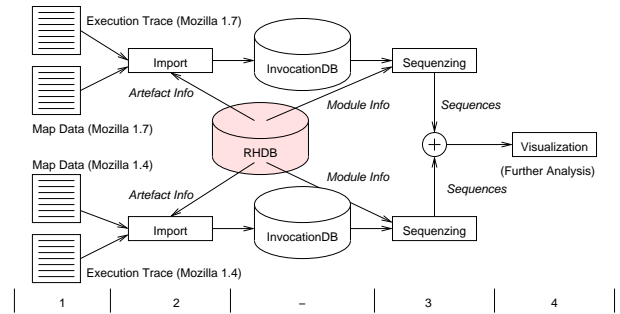 Execution Trace (Mozilla 1.7)
Import
InvocationDB
Sequenzing
Artefact Info
Module Info
Sequences
Map Data (Mozilla 1.7)
RHDB
+
Visualization
Map Data (Mozilla 1.4)
(Further Analysis)
Artefact Info
Module Info
Sequences
Import
InvocationDB
Sequenzing
Execution Trace (Mozilla 1.4)
1 2 – 3 4